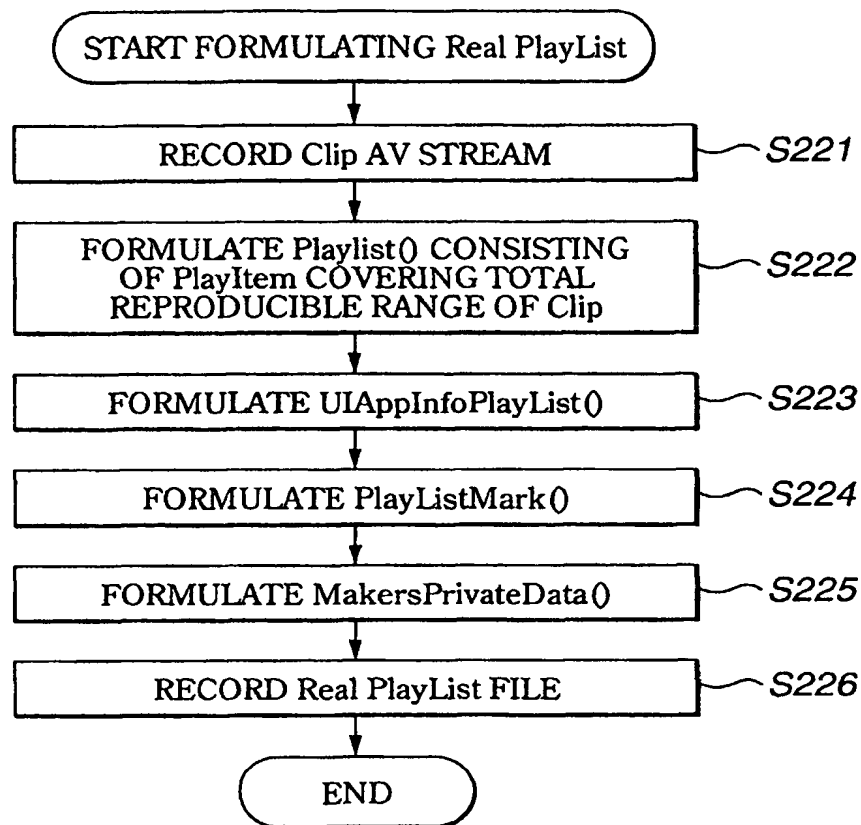 START FORMULATING Real PlayList
RECORD Clip AV STREAM
S221
FORMULATE Playlist() CONSISTING
OF PlayItem COVERING TOTAL
REPRODUCIBLE RANGE OF Clip
S222
FORMULATE UIAppInfoPlayList()
S223
FORMULATE PlayListMark()
S224
FORMULATE MakersPrivateData()
S225
RECORD Real PlayList FILE
S226
END